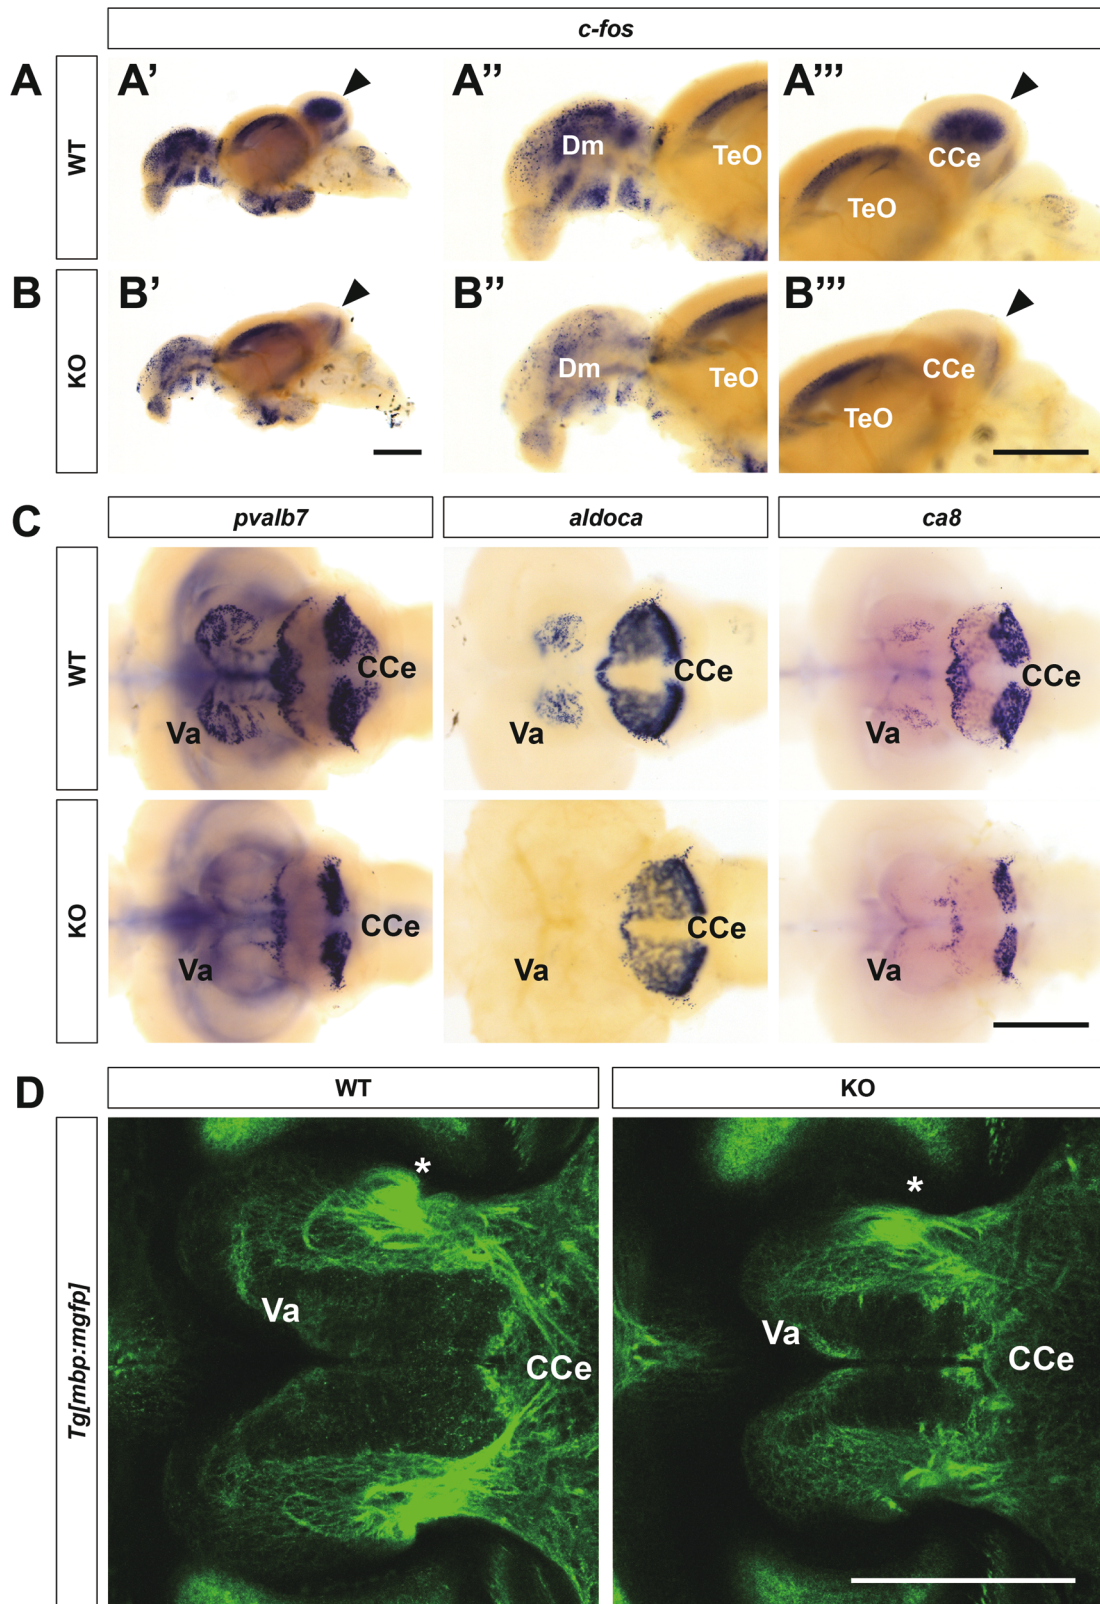 c-fos
A
WT
A’
A’’
Dm
TeO
A’’’
CCe
TeO
B
KO
B’
B’’
Dm
TeO
B’’’
CCe
TeO
C
pvalb7
aldoca
ca8
WT
CCe
Va
CCe
Va
CCe
Va
KO
CCe
Va
CCe
Va
CCe
Va
D
WT
KO
Tg[mbp:mgfp]
*
Va
CCe
*
Va
CCe